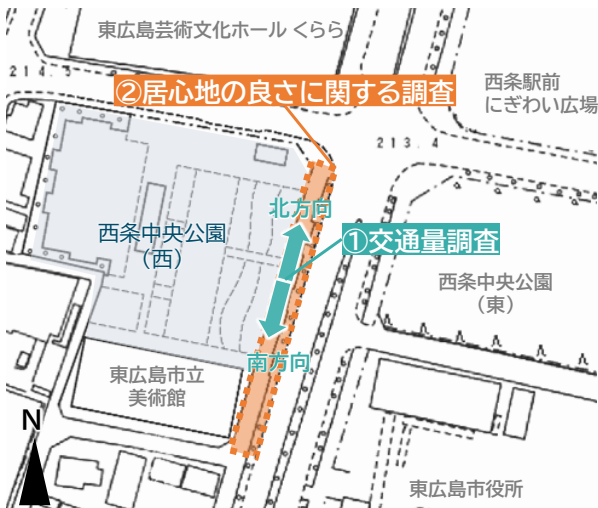 東広島芸術文化ホール くらら
214.5
②居心地の良さに関する調査
西条駅前
にぎわい広場
213.4
北方向
①交通量調査
西条中央公園
（西）
西条中央公園
（東）
南方向
東広島市立
美術館
N
東広島市役所